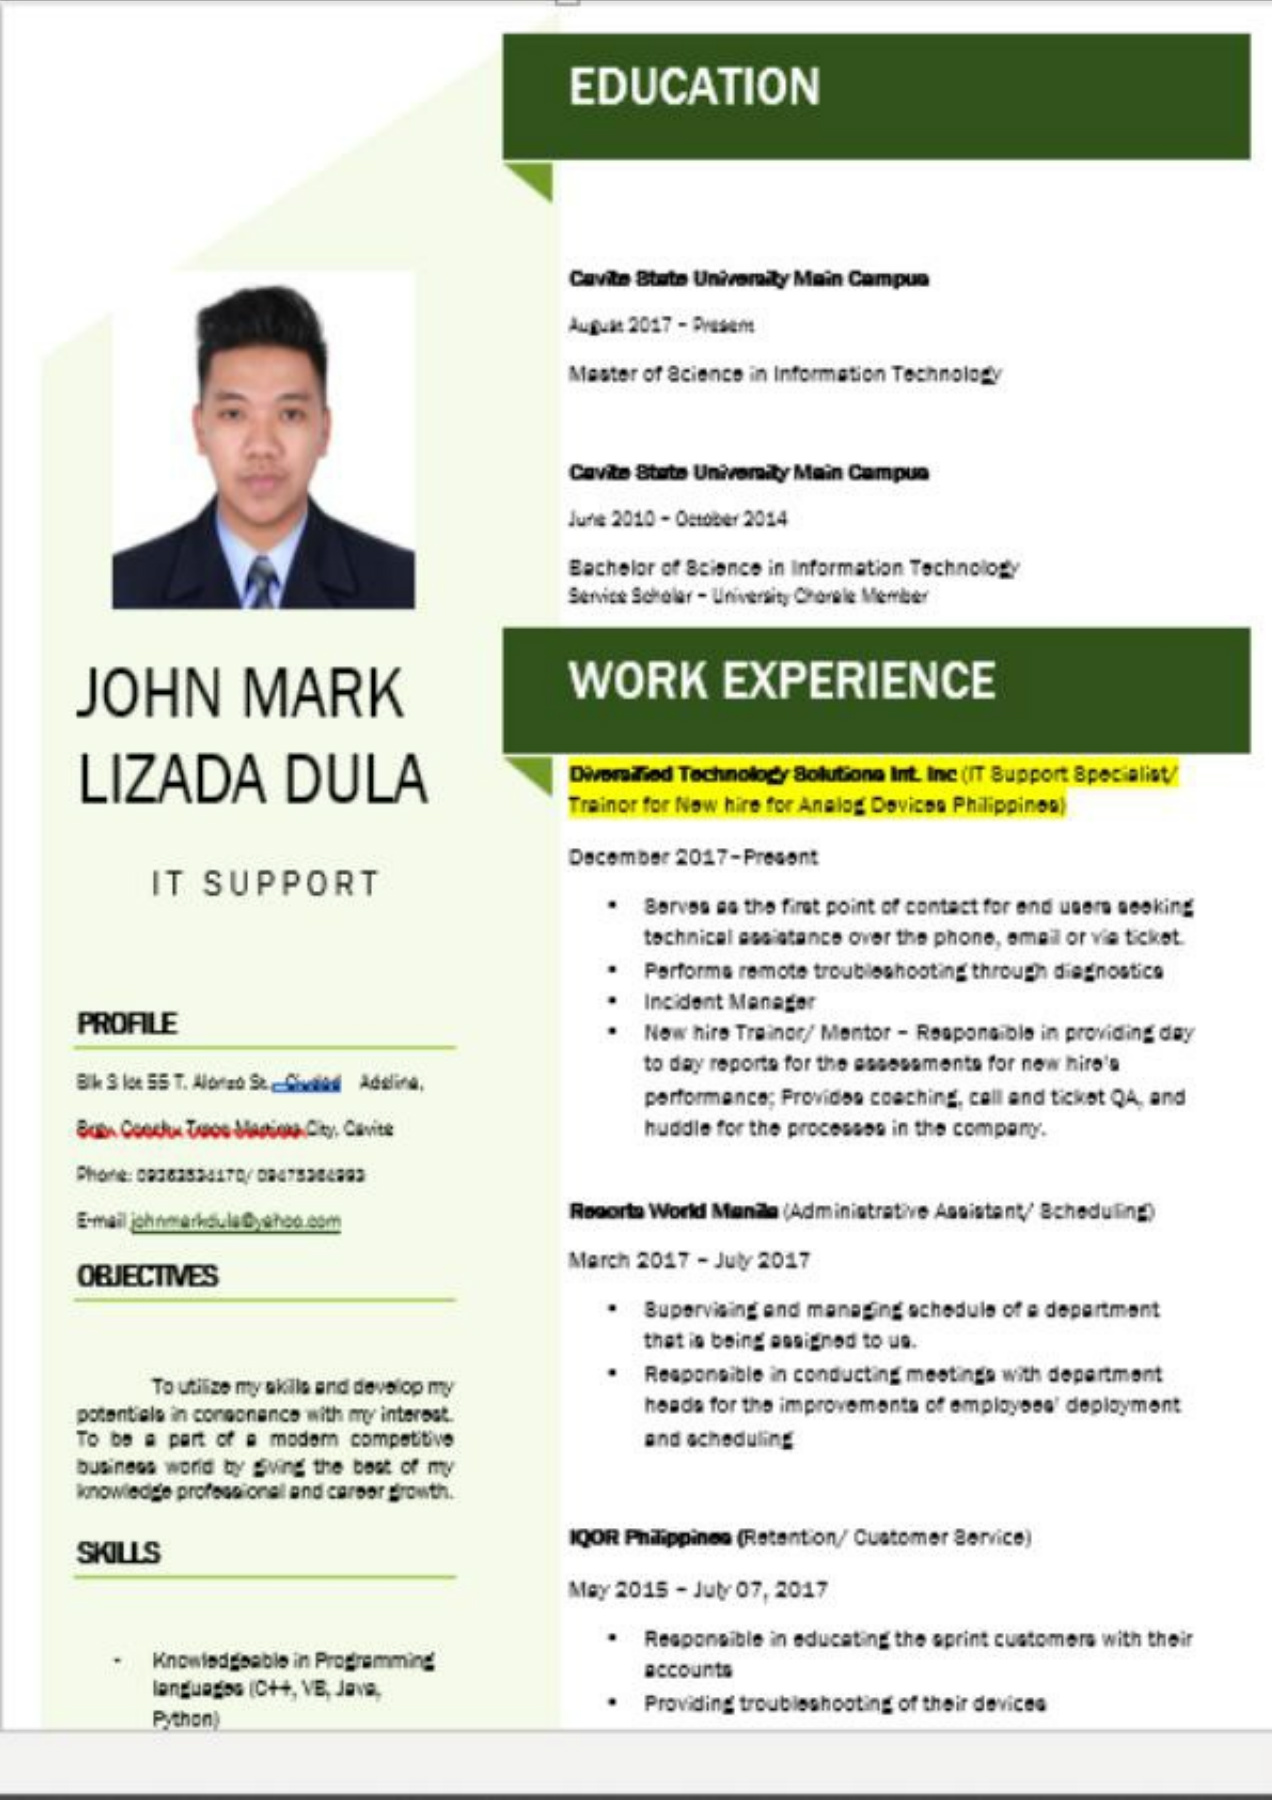 JOHN MARK
LIZADA DULA
IT SUPPORT
PROFILE
Blk 3 lot 55 T. Alonzo St. Ciudad Adelina,
Brgy. Conchu Trece Martires City, Cavite
Phone:
E-mail johnmarkdula@yahoo.com
OBJECTIVES
To utilize my skills and develop my
potentials in consonance with my interest.
To be a part of a modern competitive
business world by giving the best of my
knowledge professional and career growth.
SKILLS
- Knowledgeable in Programming
languages (C++, VB, Java,
Python)
EDUCATION
Cavite State University Main Campus
August 2017 – Present
Master of Science in Information Technology
Cavite State University Main Campus
June 2010 – October 2014
Bachelor of Science in Information Technology
Service Scholar – University Chorale Member
WORK EXPERIENCE
Diversified Technology Solutions Int. Inc (IT Support Specialist/
Trainor for New hire for Analog Devices Philippines)
December 2017–Present
• Serves as the first point of contact for end users seeking
technical assistance over the phone, email or via ticket.
• Performs remote troubleshooting through diagnostics
• Incident Manager
• New hire Trainor/ Mentor – Responsible in providing day
to day reports for the assessments for new hire's
performance; Provides coaching, call and ticket QA, and
huddle for the processes in the company.
Resorts World Manila (Administrative Assistant/ Scheduling)
March 2017 – July 2017
• Supervising and managing schedule of a department
that is being assigned to us.
• Responsible in conducting meetings with department
heads for the improvements of employees' deployment
and scheduling
IQOR Philippines (Retention/ Customer Service)
May 2015 – July 07, 2017
• Responsible in educating the sprint customers with their
accounts
• Providing troubleshooting of their devices